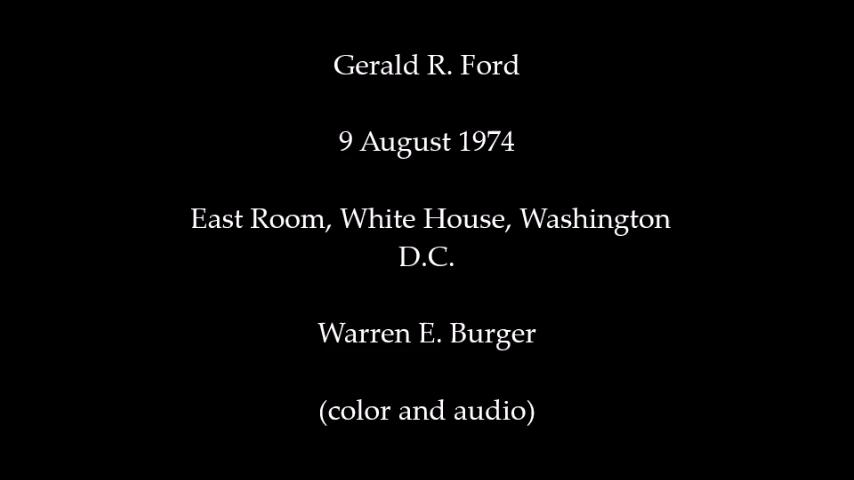 Gerald R. Ford
9 August 1974
East Room, White House, Washington
D.C.
Warren E. Burger
(color and audio)